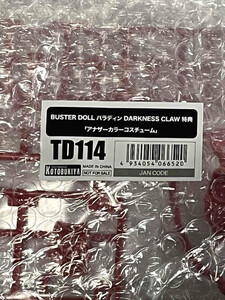 BUSTER DOLL パラディン DARKNESS CLAW 特典
「アナザーカラーコスチューム」
TD114
KOTOBUKIYA
MADE IN CHINA
NOT FOR SALE
4 934054 066520
JAN CODE